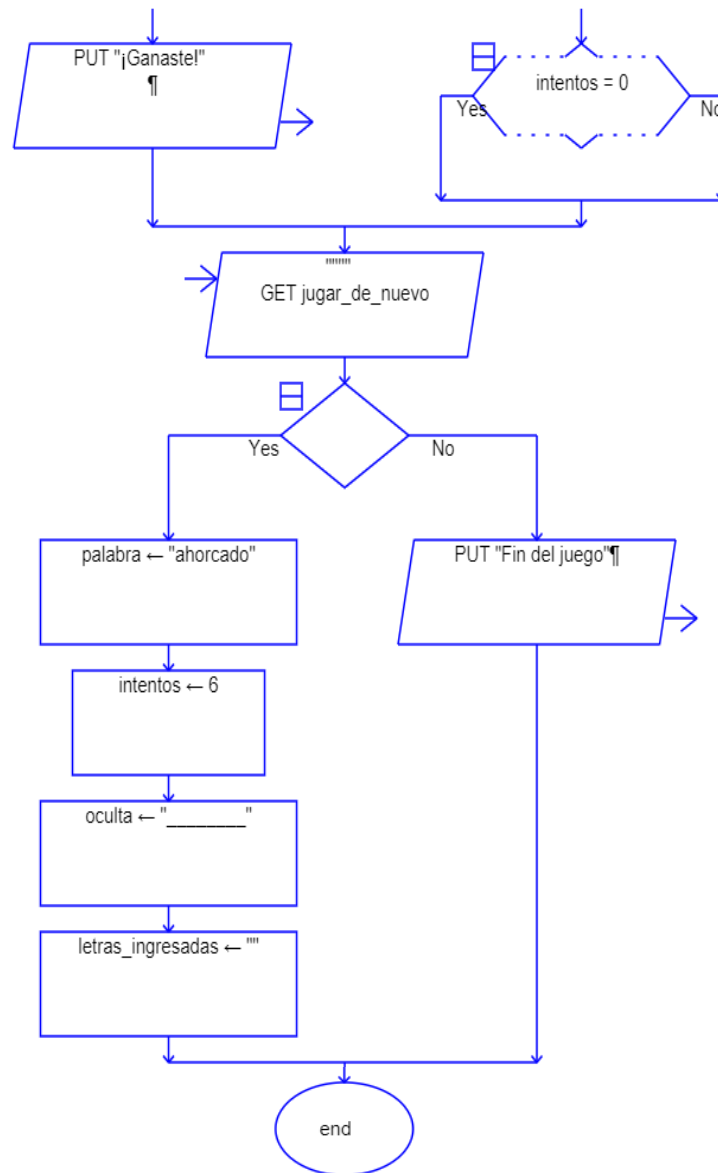 PUT "¡Ganaste!"
¶
intentos = 0
Yes
No
""""
GET jugar_de_nuevo
Yes
No
palabra ← "ahorcado"
PUT "Fin del juego"¶
intentos ← 6
oculta ← "________"
letras_ingresadas ← ""
end